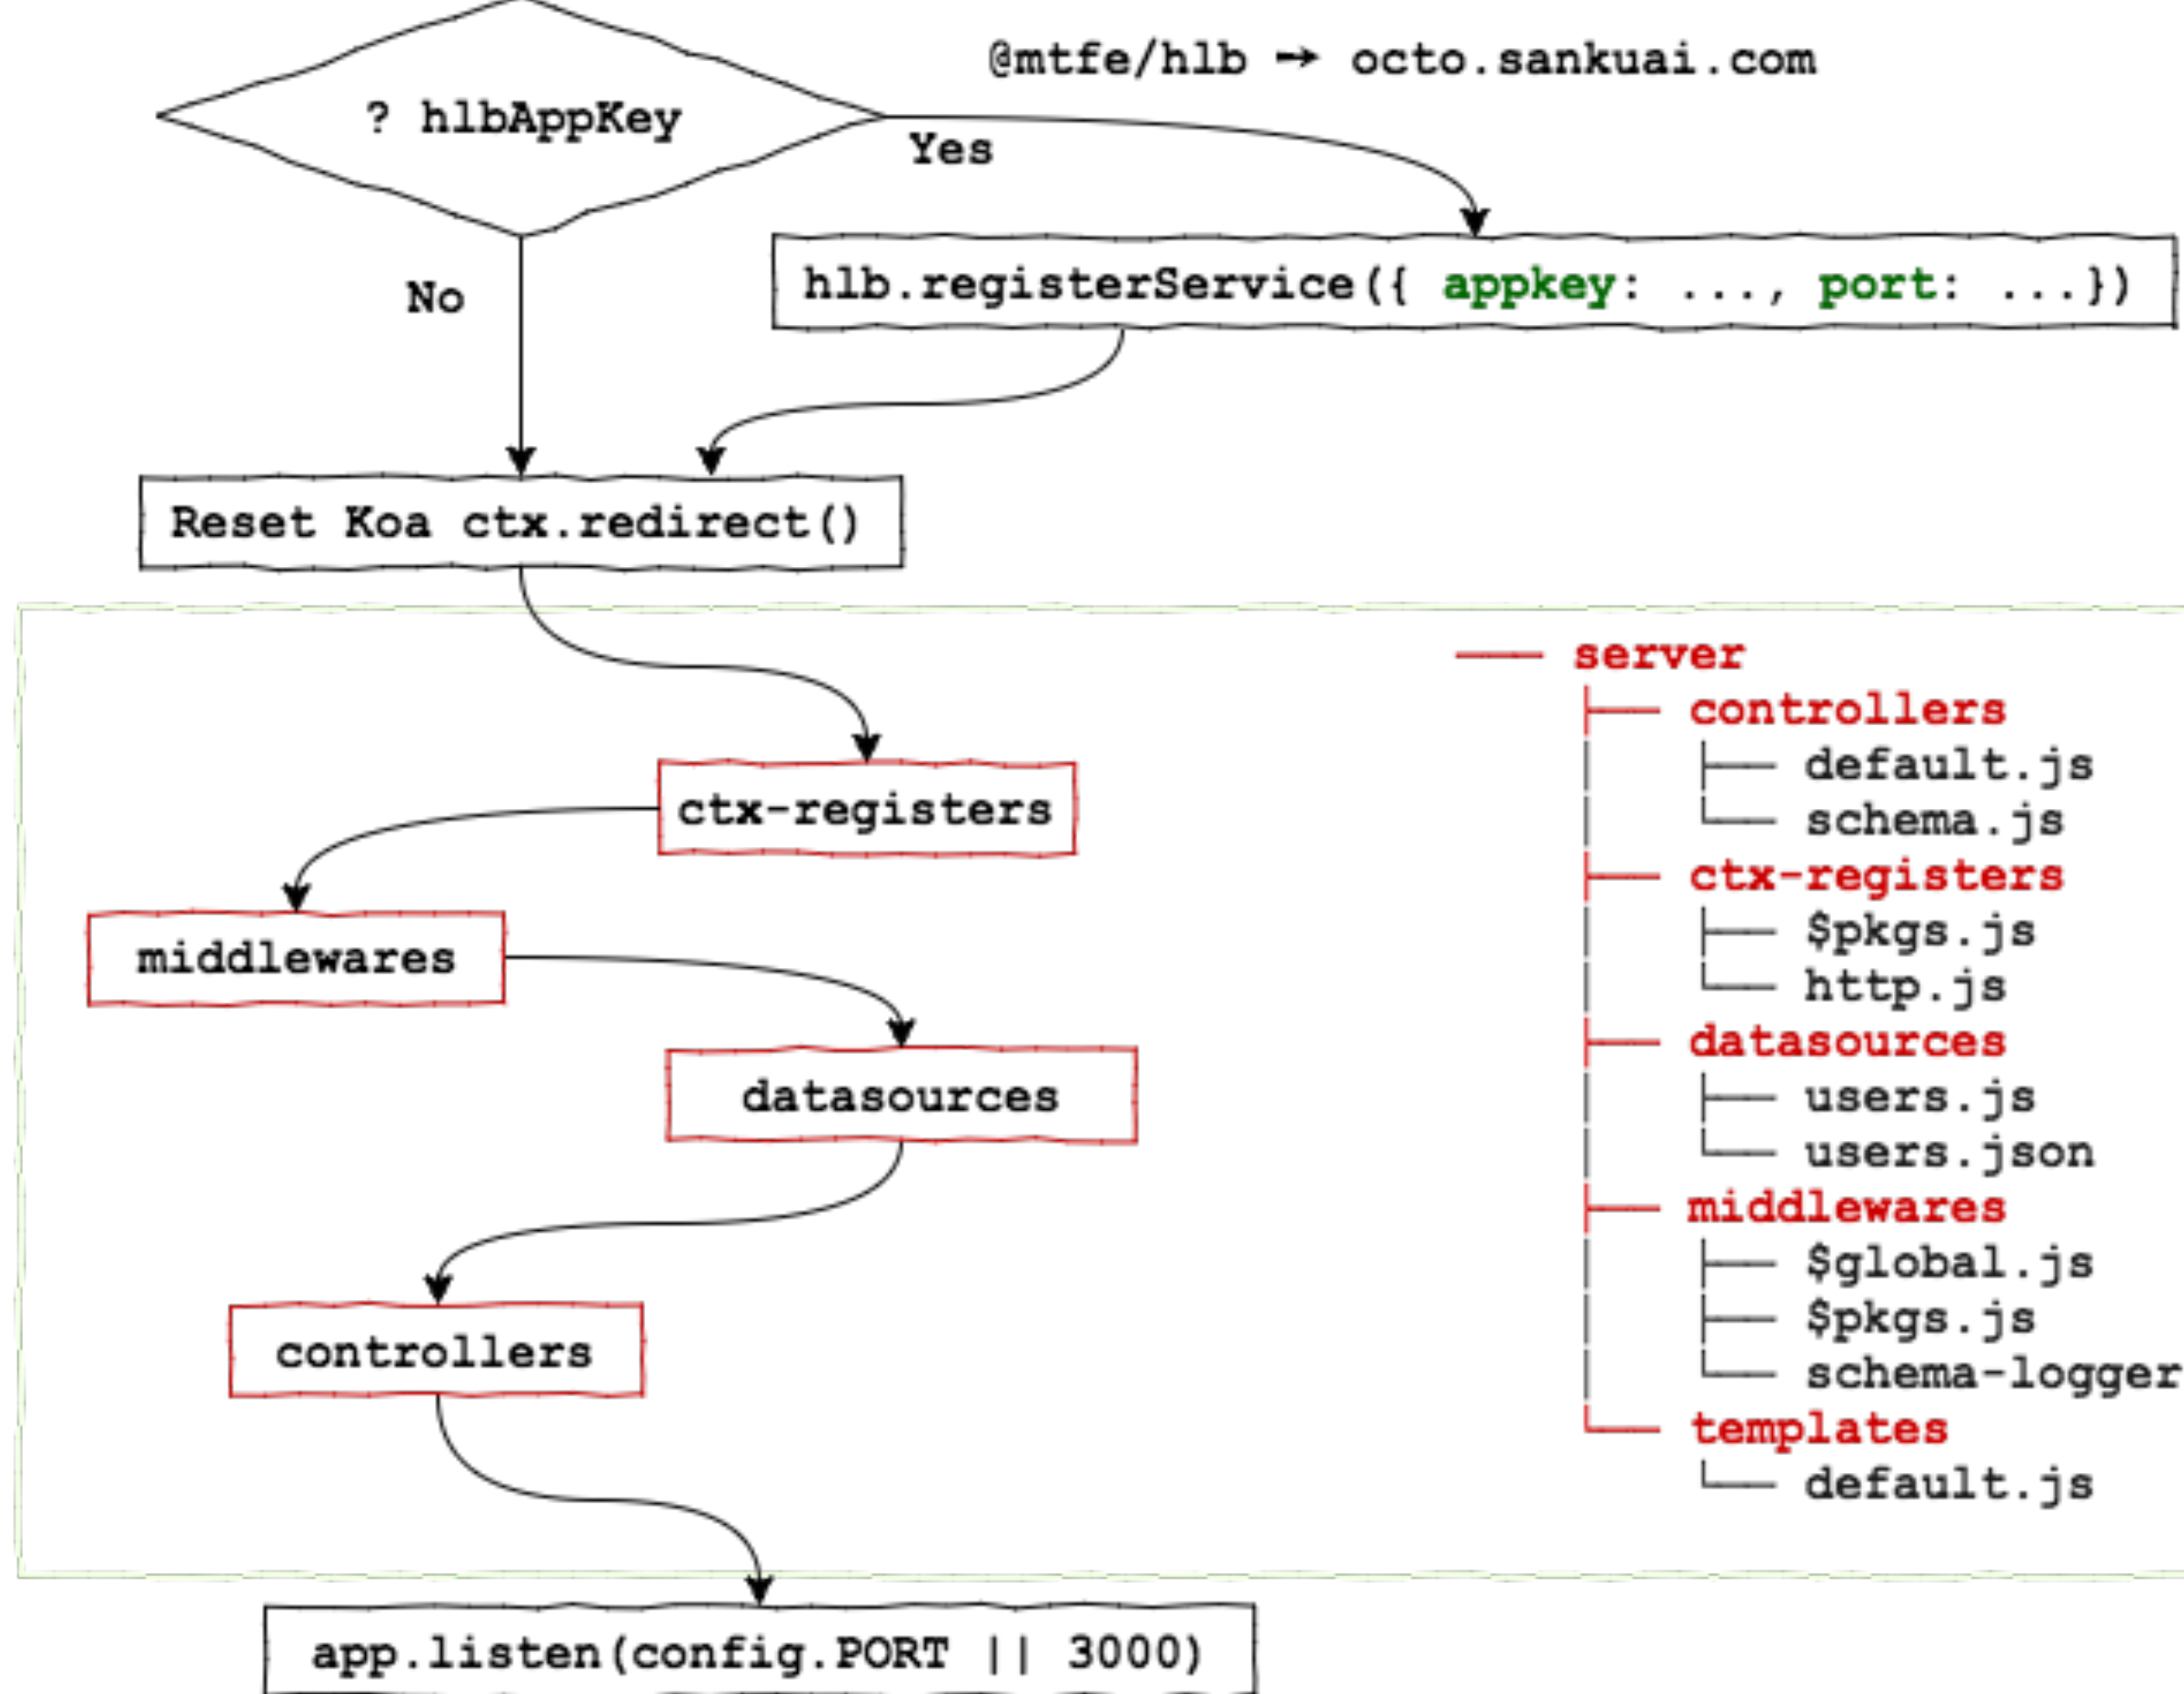 @mtfe/hlb → octo.sankuai.com
? hlbAppKey
Yes
No
hlb.registerService({ appkey: ..., port: ...})
Reset Koa ctx.redirect()
ctx-registers
middlewares
datasources
controllers
server
controllers
default.js
schema.js
ctx-registers
$pkgs.js
http.js
datasources
users.js
users.json
middlewares
$global.js
$pkgs.js
schema-logger
templates
default.js
app.listen(config.PORT || 3000)